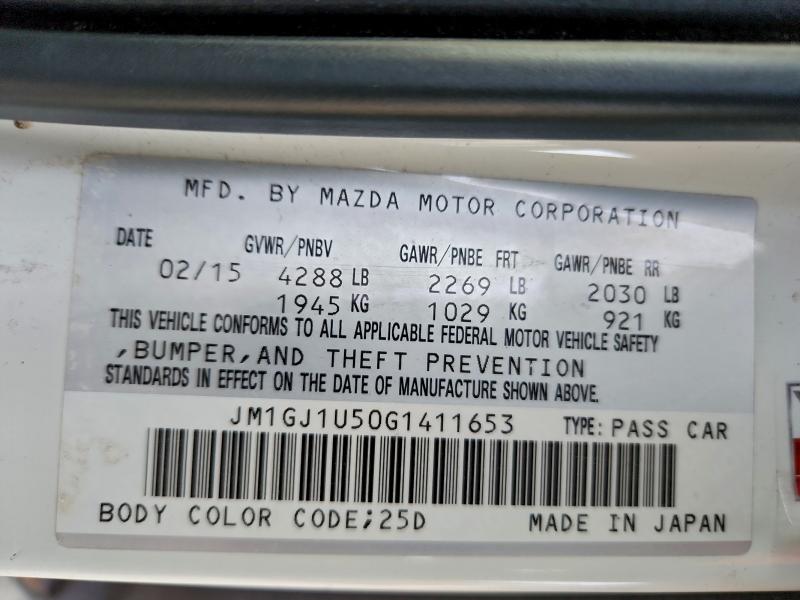 MFD. BY MAZDA MOTOR CORPORATION
DATE GVWR/PNBV GAWR/PNBE FRT GAWR/PNBE RR
02/15 4288 LB 2269 LB 2030 LB
1945 KG 1029 KG 921 KG
THIS VEHICLE CONFORMS TO ALL APPLICABLE FEDERAL MOTOR VEHICLE SAFETY
,BUMPER,AND THEFT PREVENTION
STANDARDS IN EFFECT ON THE DATE OF MANUFACTURE SHOWN ABOVE.
JM1GJ1U50G1411653 TYPE: PASS CAR
BODY COLOR CODE;25D MADE IN JAPAN